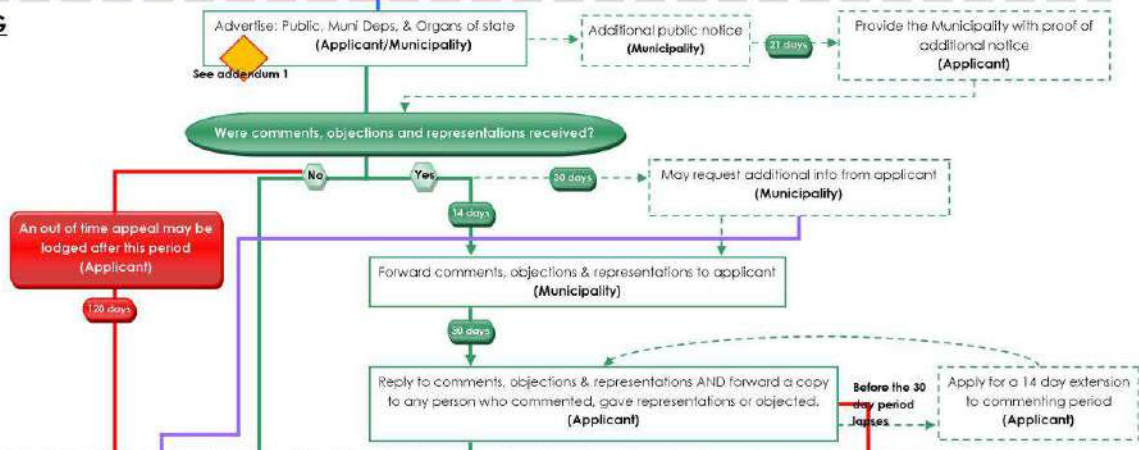 G
Advertise: Public, Muni Deps, & Organs of state
(Applicant/Municipality)
See addendum 1
Additional public notice
(Municipality)
21 days
Provide the Municipality with proof of
additional notice
(Applicant)
Were comments, objections and representations received?
No
Yes
30 days
May request additional info from applicant
(Municipality)
14 days
An out of time appeal may be
lodged after this period
(Applicant)
120 days
Forward comments, objections & representations to applicant
(Municipality)
30 days
Reply to comments, objections & representations AND forward a copy
to any person who commented, gave representations or objected.
(Applicant)
Before the 30
day period
lapses
Apply for a 14 day extension
to commenting period
(Applicant)